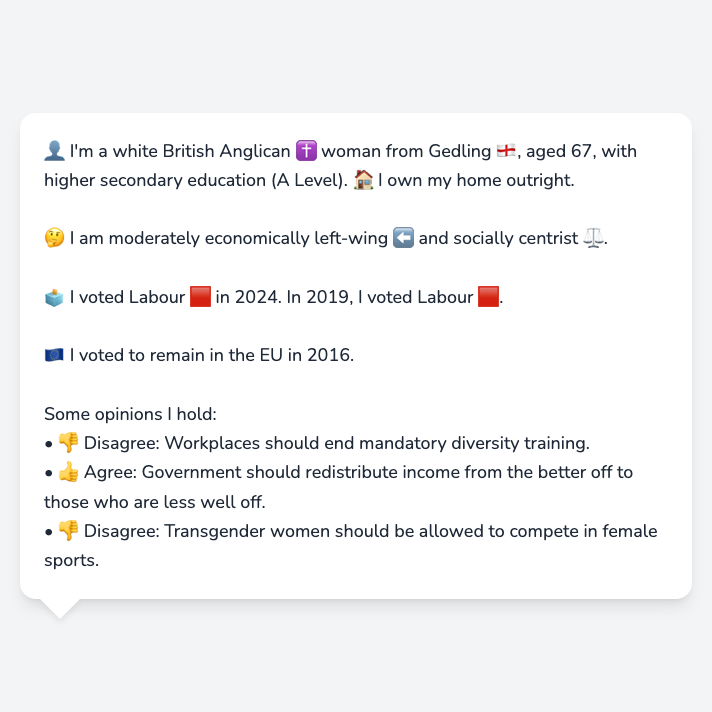 👤 I'm a white British Anglican ✝️ woman from Gedling 🏴󠁧󠁢󠁥󠁮󠁧󠁿, aged 67, with
higher secondary education (A Level). 🏠 I own my home outright.
🤔 I am moderately economically left-wing ⬅️ and socially centrist ⚖️.
🗳️ I voted Labour 🟥 in 2024. In 2019, I voted Labour 🟥.
🇪🇺 I voted to remain in the EU in 2016.
Some opinions I hold:
• 👎 Disagree: Workplaces should end mandatory diversity training.
• 👍 Agree: Government should redistribute income from the better off to
those who are less well off.
• 👎 Disagree: Transgender women should be allowed to compete in female
sports.